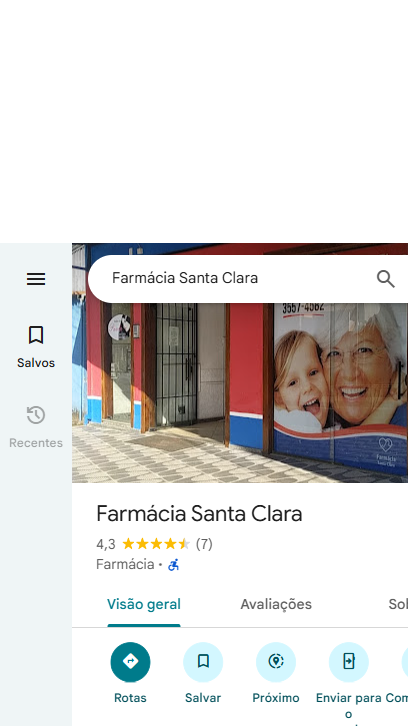 Farmácia Santa Clara
3557-4562
Salvos
Recentes
Farmácia Santa Clara
4,3 (7)
Farmácia ·
Visão geral
Avaliações
Sol
Rotas
Salvar
Próximo
Enviar para o
Com